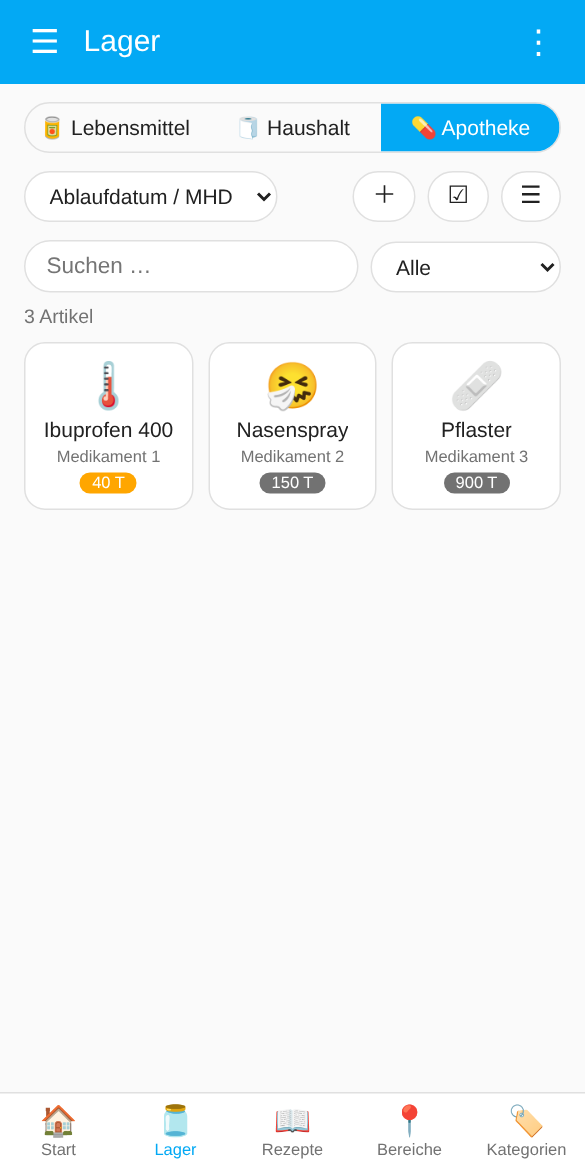 Lager
Lebensmittel Haushalt Apotheke
Ablaufdatum / MHD
Suchen … Alle
3 Artikel
Ibuprofen 400 Nasenspray Pflaster
Medikament 1 Medikament 2 Medikament 3
40 T 150 T 900 T
Start Lager Rezepte Bereiche Kategorien